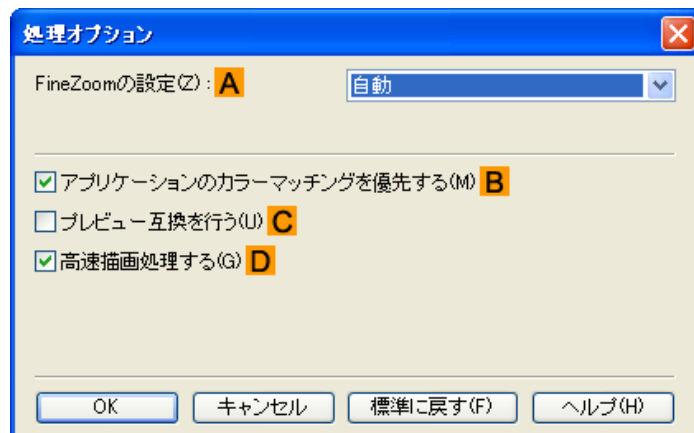 処理オプション
FineZoomの設定(Z): A 自動
アプリケーションのカラーマッチングを優先する(M) B
プレビュー互換を行う(U) C
高速描画処理する(G) D
OK キャンセル 標準に戻す(F) ヘルプ(H)